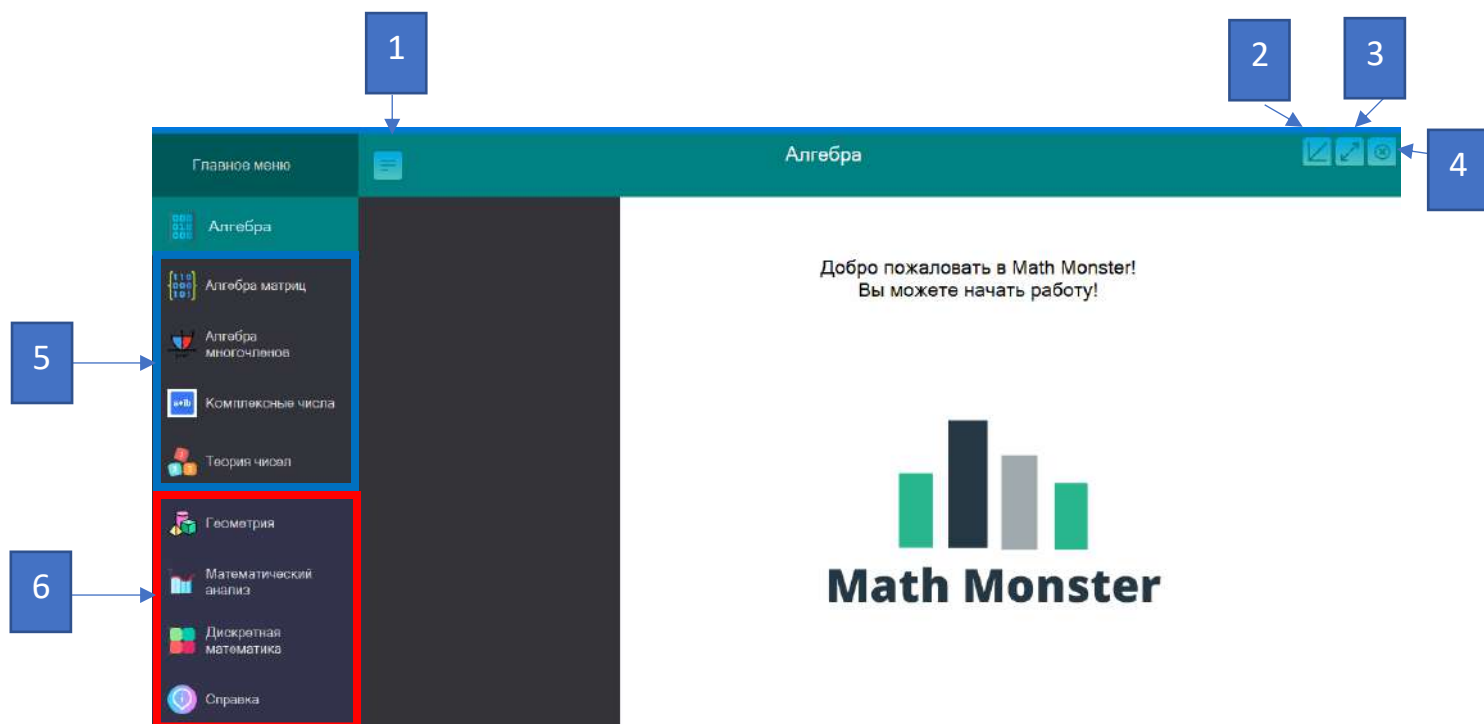 1
2
3
4
Главное меню
Алгебра
Алгебра
Алгебра матриц
Алгебра
многочленов
Комплексные числа
Теория чисел
5
Геометрия
Математический
анализ
Дискретная
математика
Справка
6
Добро пожаловать в Math Monster!
Вы можете начать работу!
Math Monster